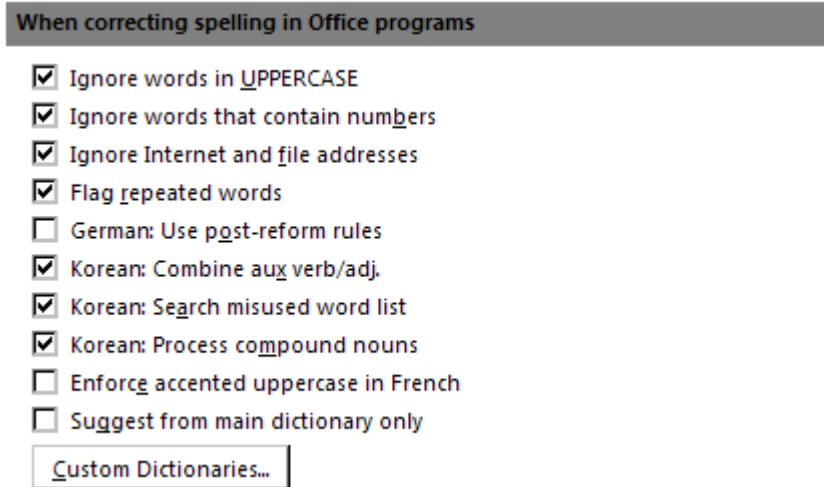 When correcting spelling in Office programs
Ignore words in UPPERCASE
Ignore words that contain numbers
Ignore Internet and file addresses
Flag repeated words
German: Use post-reform rules
Korean: Combine aux verb/adj.
Korean: Search misused word list
Korean: Process compound nouns
Enforce accented uppercase in French
Suggest from main dictionary only
Custom Dictionaries...